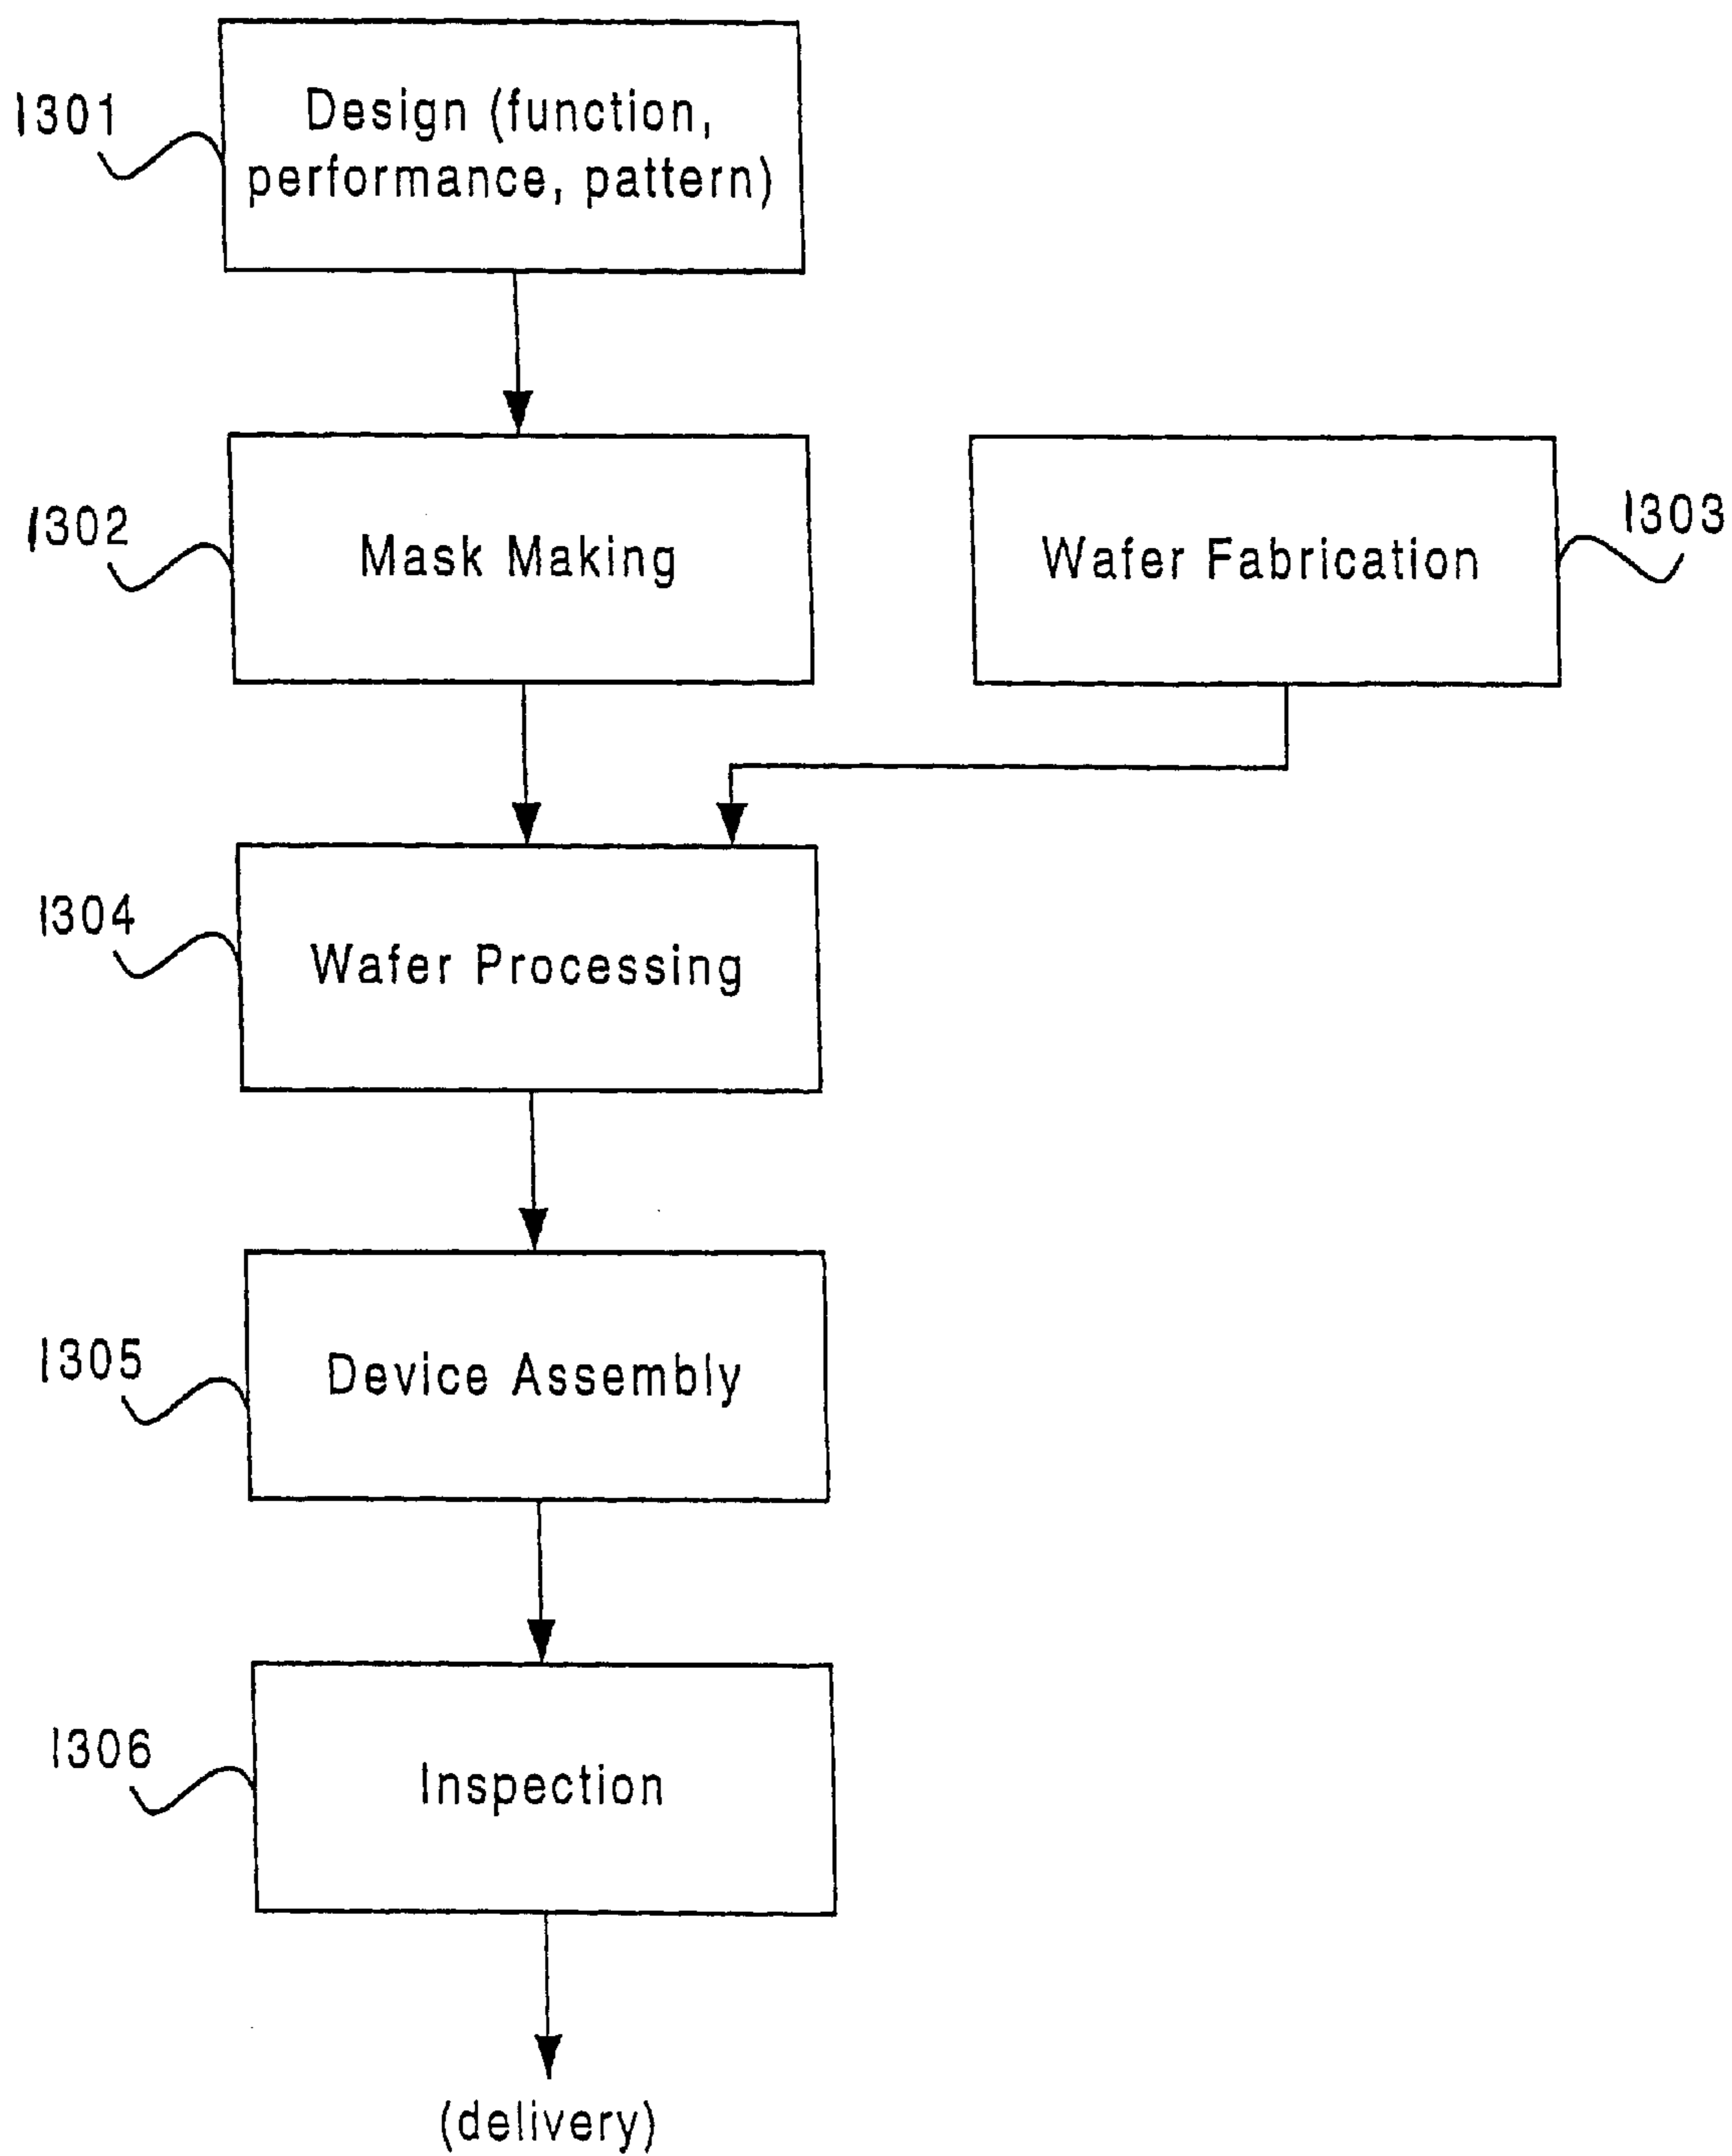 1301
Design (function,
performance, pattern)
1302
Mask Making
Wafer Fabrication
1303
1304
Wafer Processing
1305
Device Assembly
1306
Inspection
(delivery)